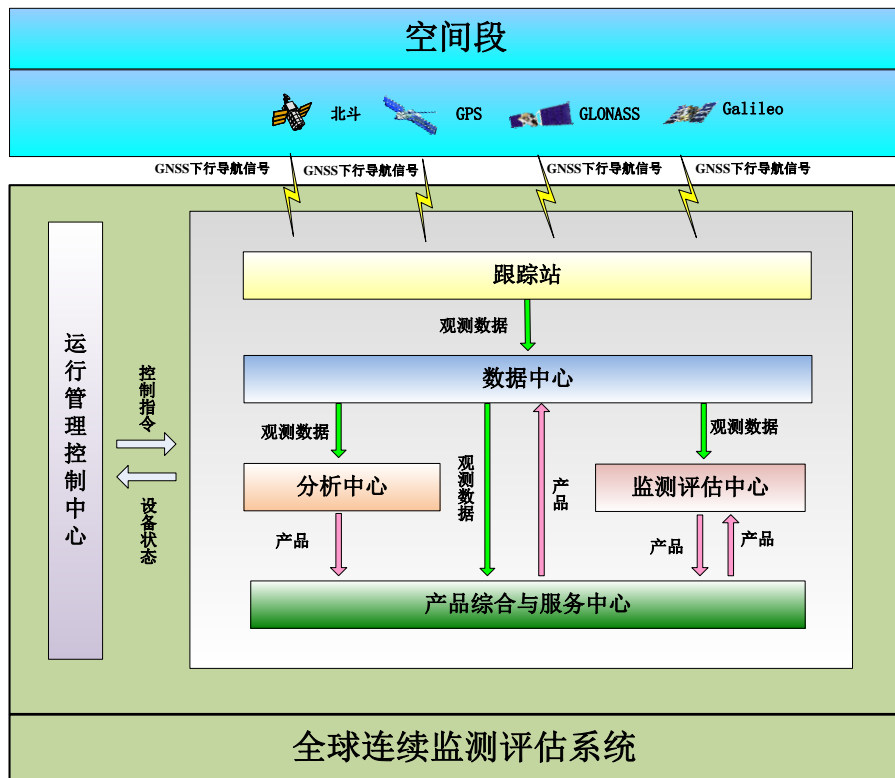 空间段
北斗
GPS
GLONASS
Galileo
GNSS下行导航信号
GNSS下行导航信号
GNSS下行导航信号
GNSS下行导航信号
运行管理控制中心
控制指令
设备状态
跟踪站
观测数据
数据中心
观测数据
观测数据
产品
观测数据
分析中心
监测评估中心
产品
产品
产品
产品综合与服务中心
全球连续监测评估系统